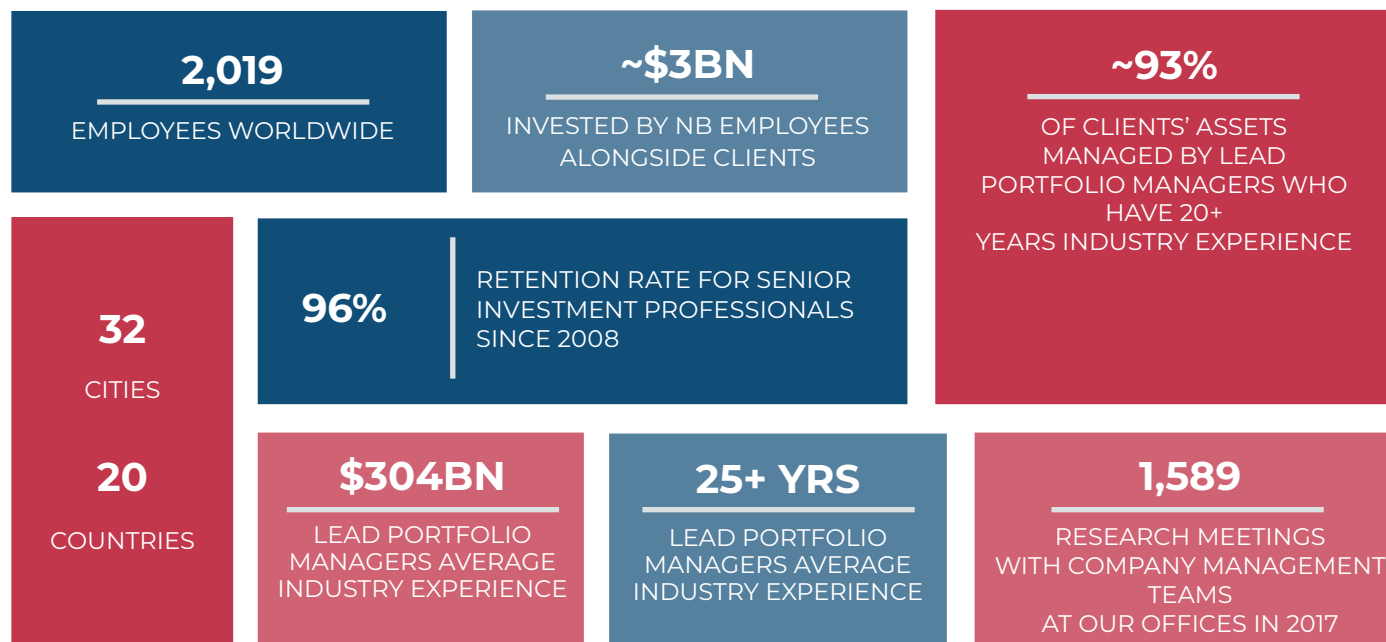 2,019
EMPLOYEES WORLDWIDE
~$3BN
INVESTED BY NB EMPLOYEES
ALONGSIDE CLIENTS
~93%
OF CLIENTS' ASSETS
MANAGED BY LEAD
PORTFOLIO MANAGERS WHO
HAVE 20+
YEARS INDUSTRY EXPERIENCE
32
CITIES
20
COUNTRIES
96%
RETENTION RATE FOR SENIOR
INVESTMENT PROFESSIONALS
SINCE 2008
$304BN
LEAD PORTFOLIO
MANAGERS AVERAGE
INDUSTRY EXPERIENCE
25+ YRS
LEAD PORTFOLIO
MANAGERS AVERAGE
INDUSTRY EXPERIENCE
1,589
RESEARCH MEETINGS
WITH COMPANY MANAGEMENT
TEAMS
AT OUR OFFICES IN 2017